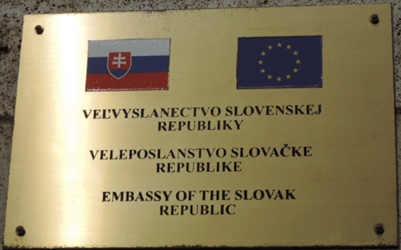 VEĽVYSLANECTVO SLOVENSKEJ
REPUBLIKY
VELEPOSLANSTVO SLOVAČKE
REPUBLIKE
EMBASSY OF THE SLOVAK
REPUBLIC